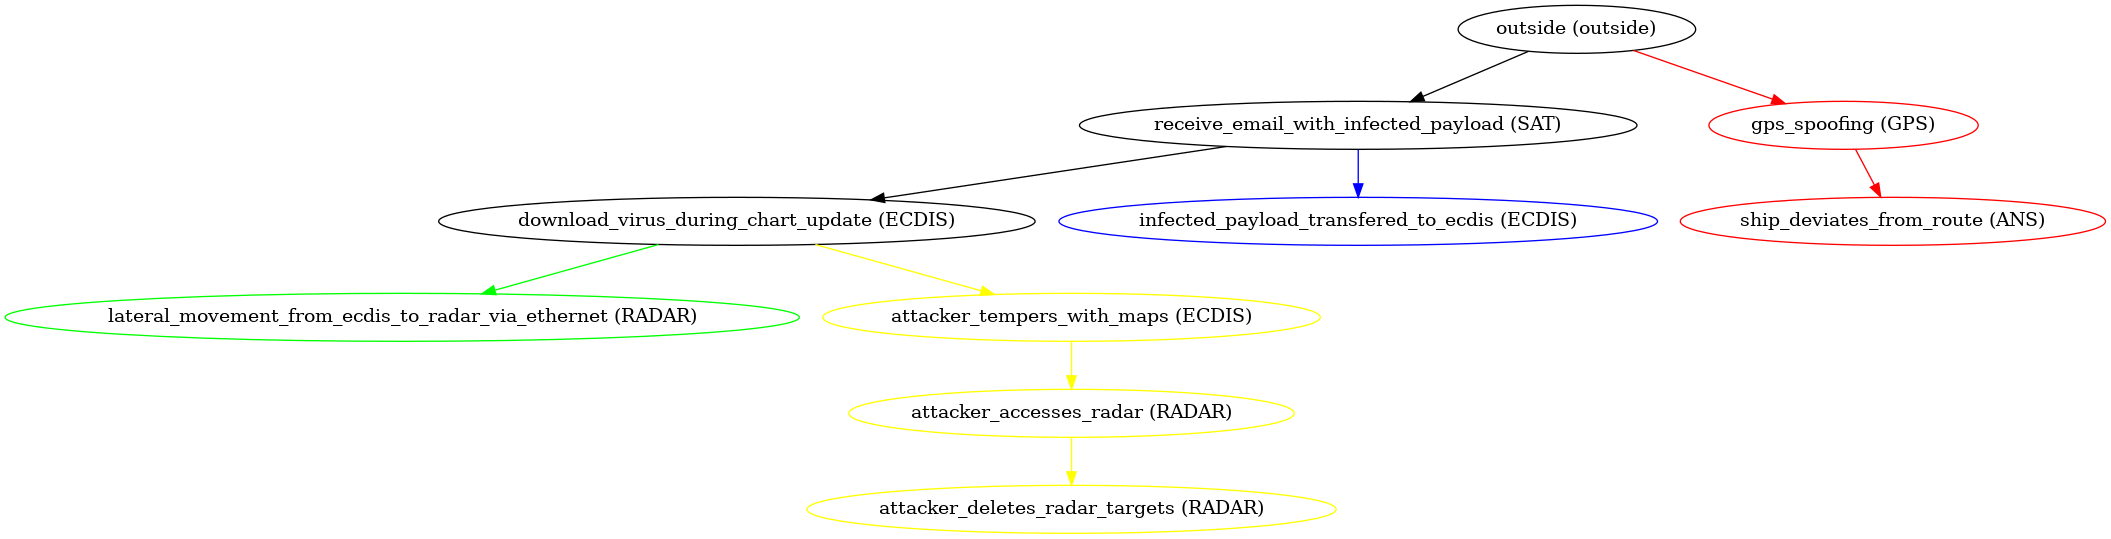 outside (outside)
receive_email_with_infected_payload (SAT)
gps_spoofing (GPS)
download_virus_during_chart_update (ECDIS)
infected_payload_transfered_to_ecdis (ECDIS)
ship_deviates_from_route (ANS)
lateral_movement_from_ecdis_to_radar_via_ethernet (RADAR)
attacker_tempers_with_maps (ECDIS)
attacker_accesses_radar (RADAR)
attacker_deletes_radar_targets (RADAR)